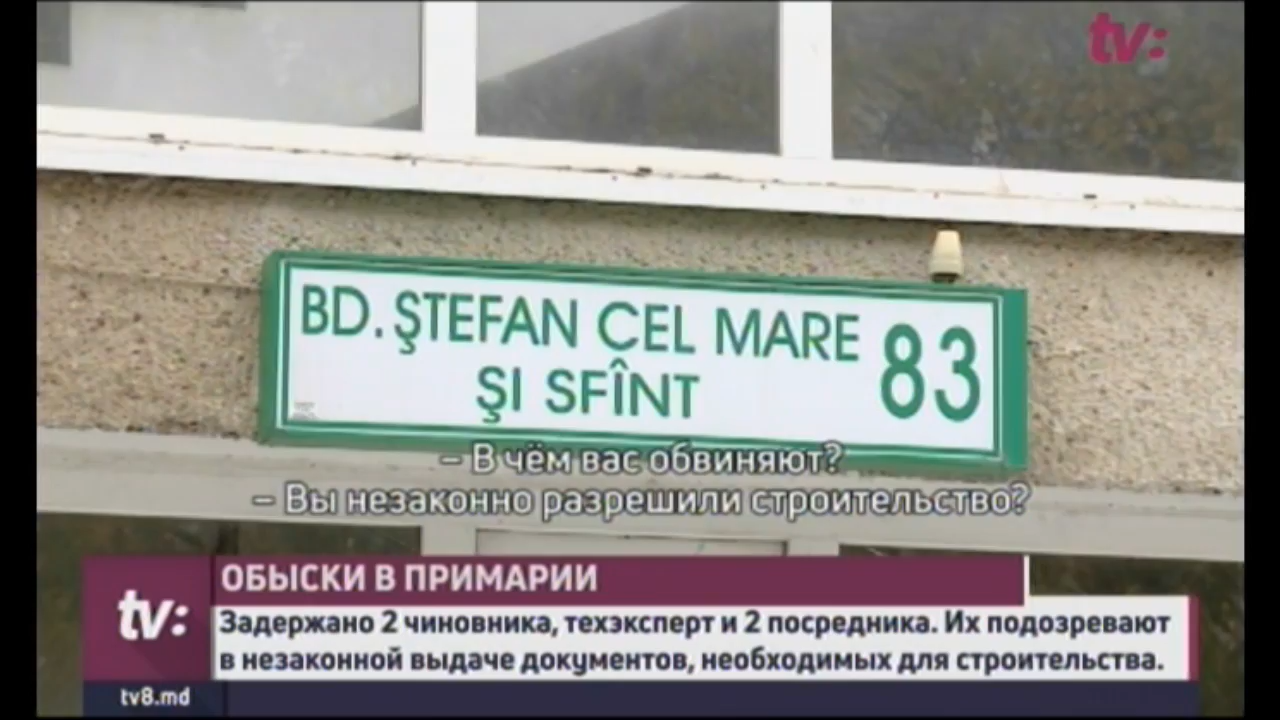 tv:
BD. ŞTEFAN CEL MARE
ŞI SFÎNT
83
– В чём вас обвиняют?
– Вы незаконно разрешили строительство?
ОБЫСКИ В ПРИМАРИИ
tv:
Задержано 2 чиновника, техэксперт и 2 посредника. Их подозревают
в незаконной выдаче документов, необходимых для строительства.
tv8.md